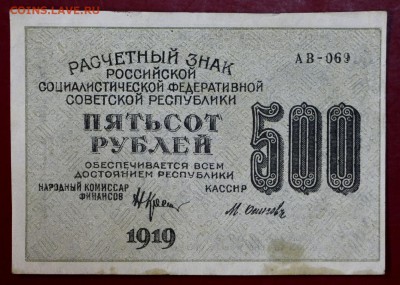 COINS.LAVE.RU
РАСЧЕТНЫЙ ЗНАК
РОССИЙСКОЙ
СОЦИАЛИСТИЧЕСКОЙ ФЕДЕРАТИВНОЙ
СОВЕТСКОЙ РЕСПУБЛИКИ
АВ-069
ПЯТЬСОТ
РУБЛЕЙ
500
ОБЕСПЕЧИВАЕТСЯ ВСЕМ
ДОСТОЯНИЕМ РЕСПУБЛИКИ
НАРОДНЫЙ КОМИССАР
ФИНАНСОВ
КАССИР
1919